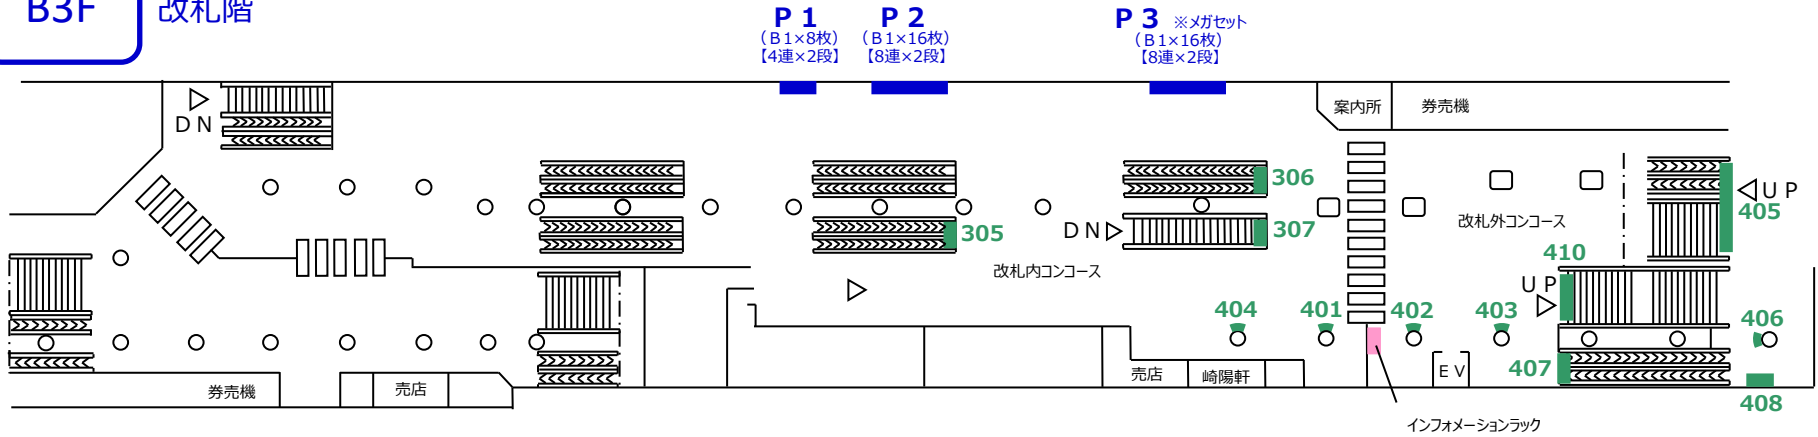 B3F 改札階
P 1
(B1×8枚)
【4連×2段】
P 2
(B1×16枚)
【8連×2段】
P 3 ※メガセット
(B1×16枚)
【8連×2段】
DN
案内所
券売機
306
UP
405
305
DN
307
改札外コンコース
410
改札内コンコース
UP
404
401
402
403
406
407
EV
売店
崎陽軒
券売機
売店
408
インフォメーションラック